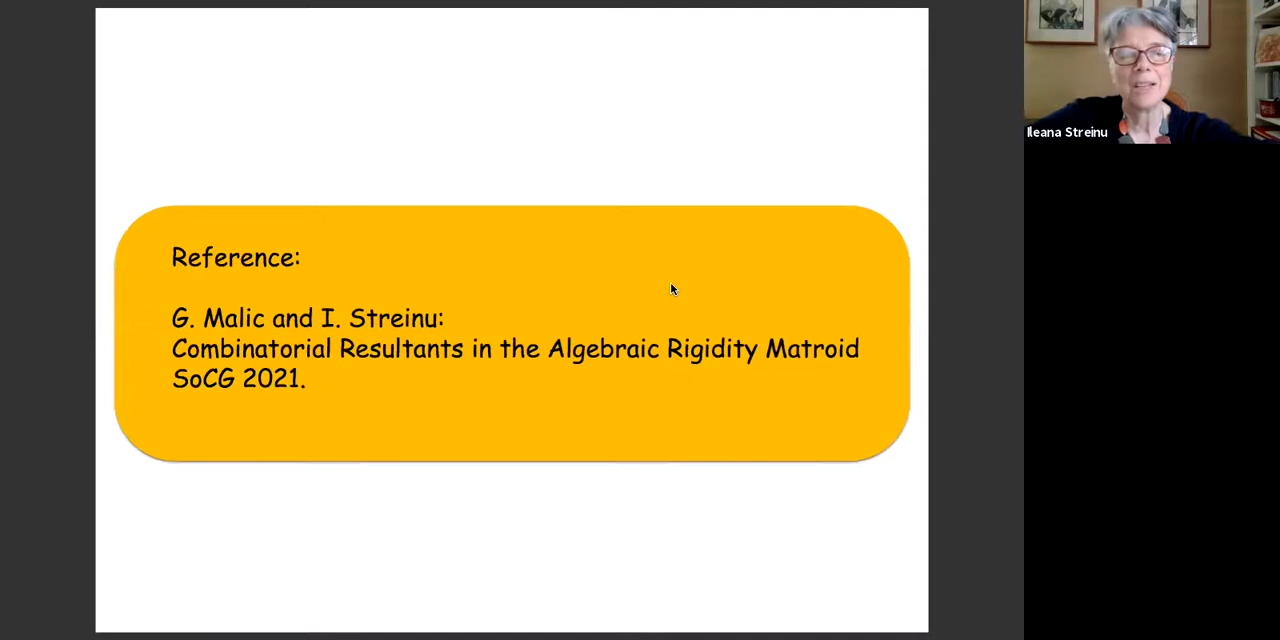 Reference:
G. Malic and I. Streinu:
Combinatorial Resultants in the Algebraic Rigidity Matroid
SoCG 2021.
Ileana Streinu